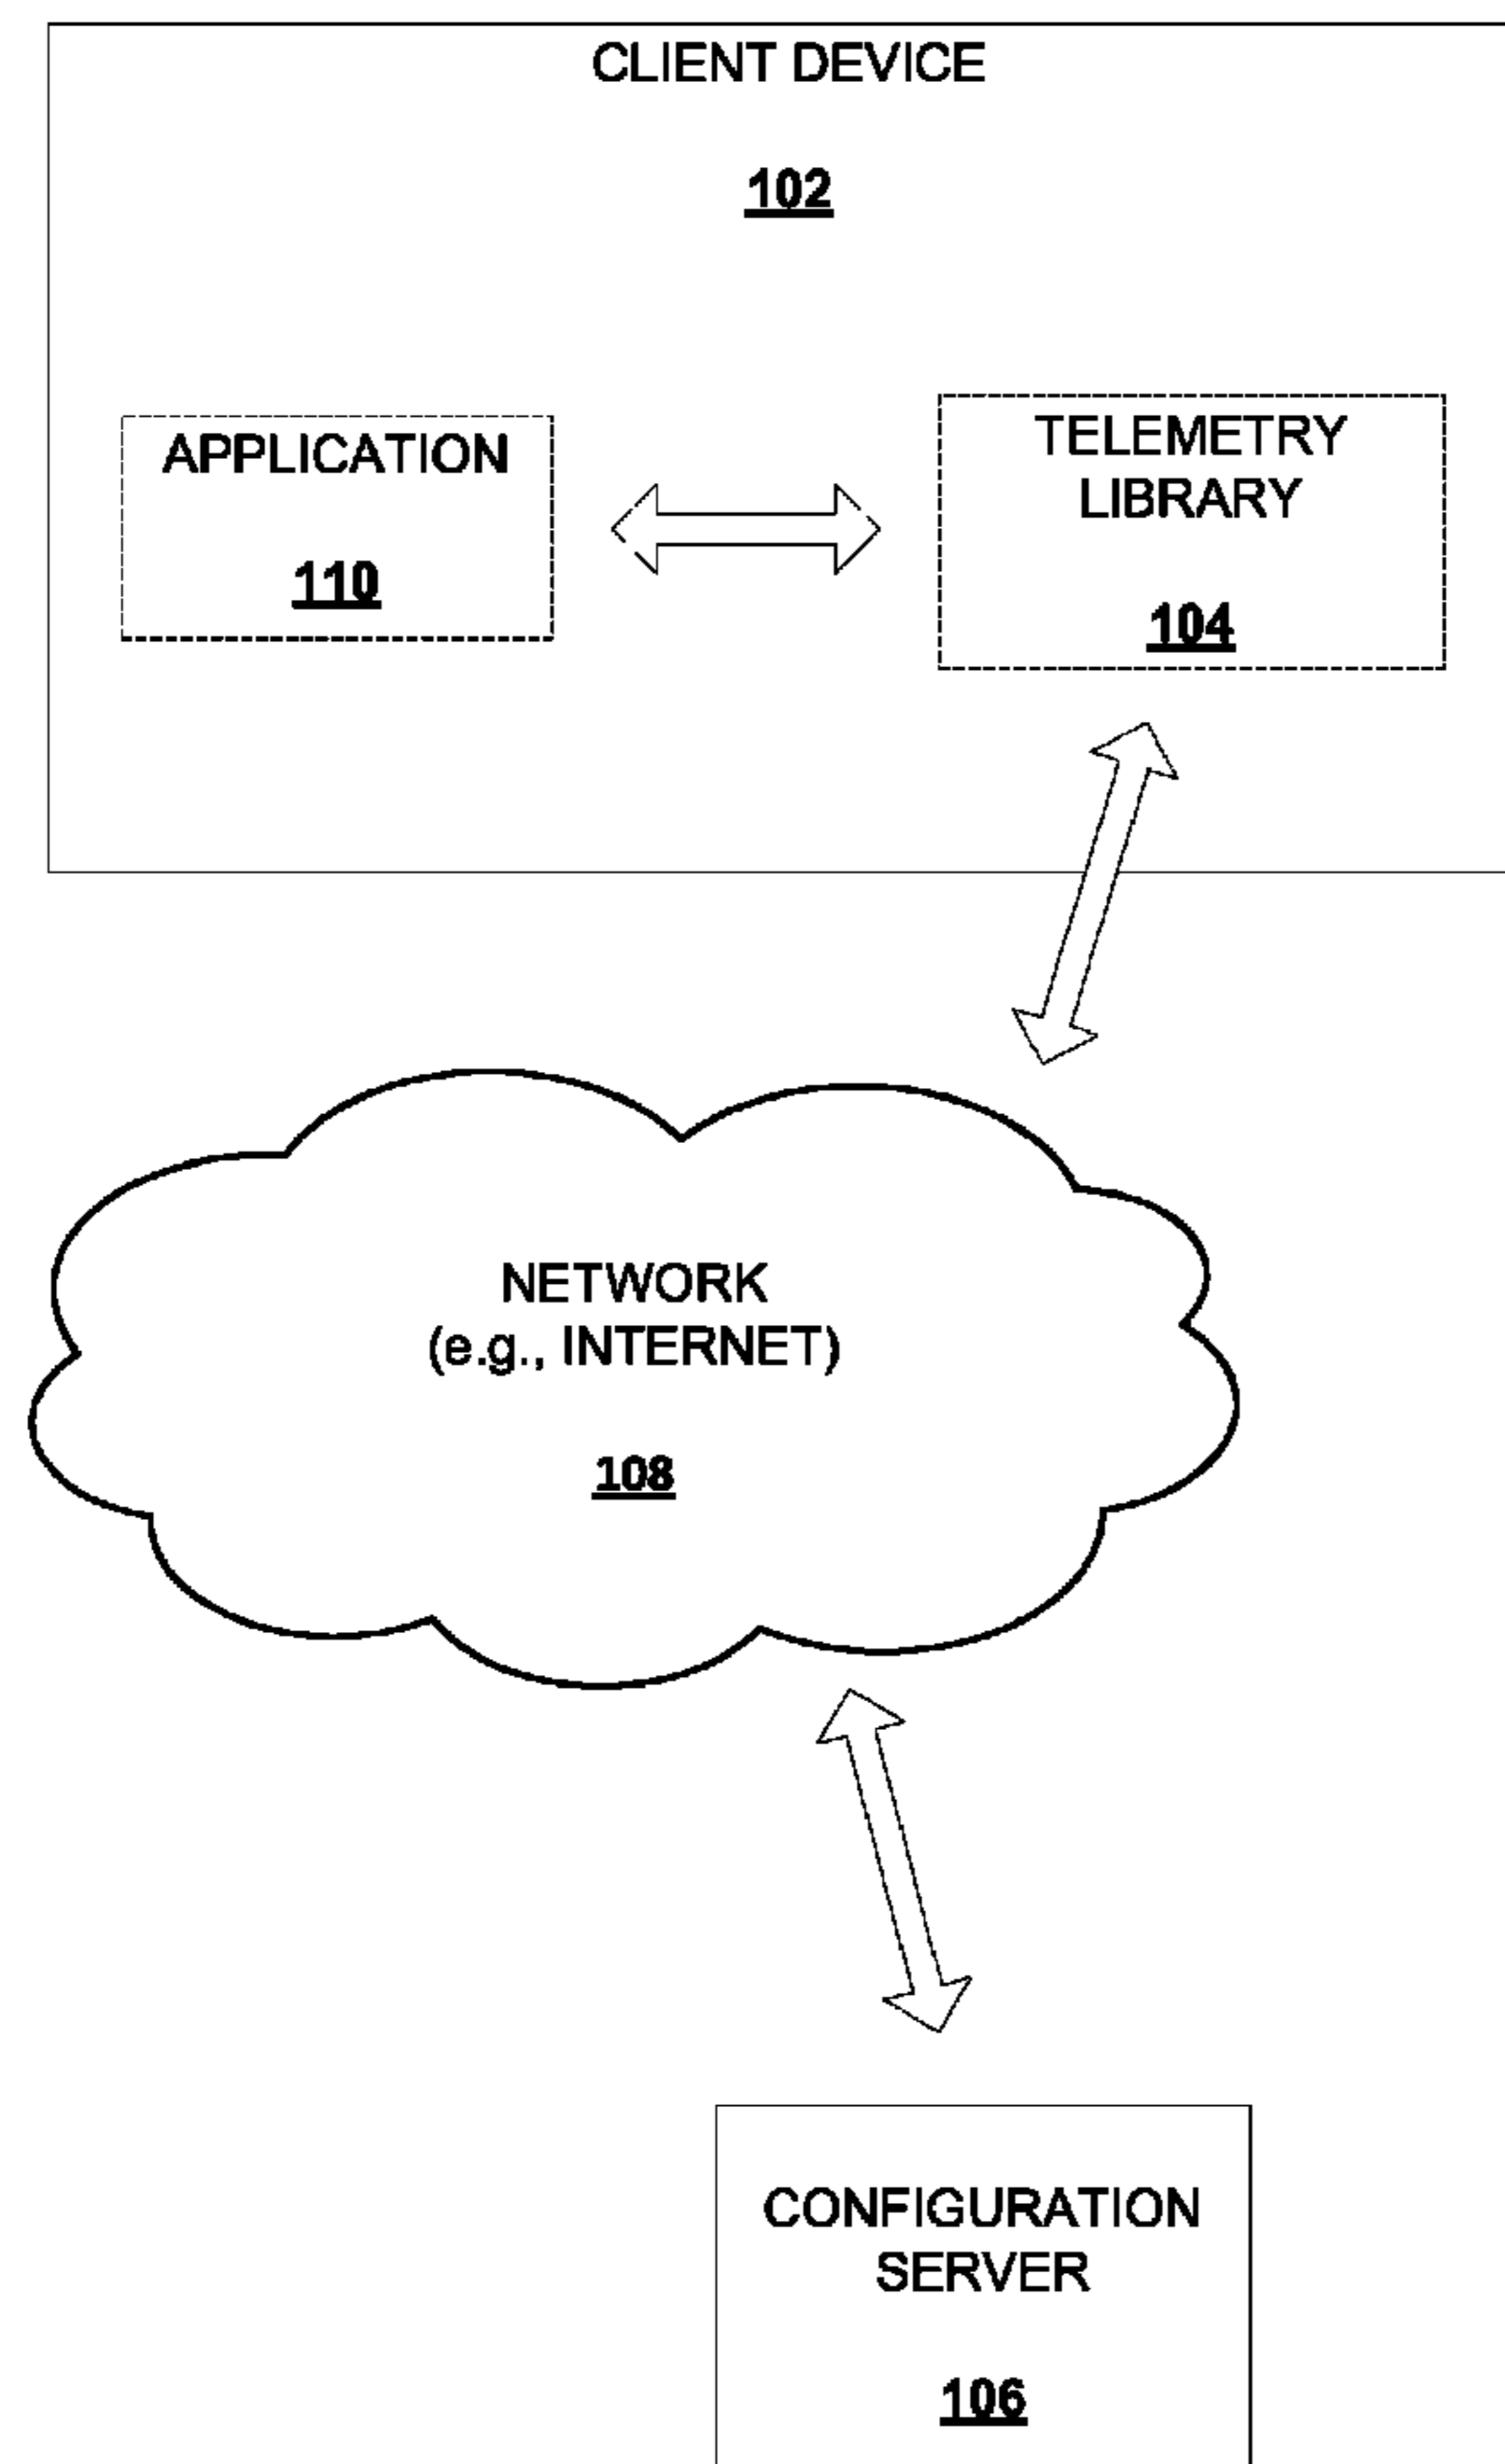 CLIENT DEVICE
102
APPLICATION
110
TELEMETRY
LIBRARY
104
NETWORK
(e.g., INTERNET)
108
CONFIGURATION
SERVER
106